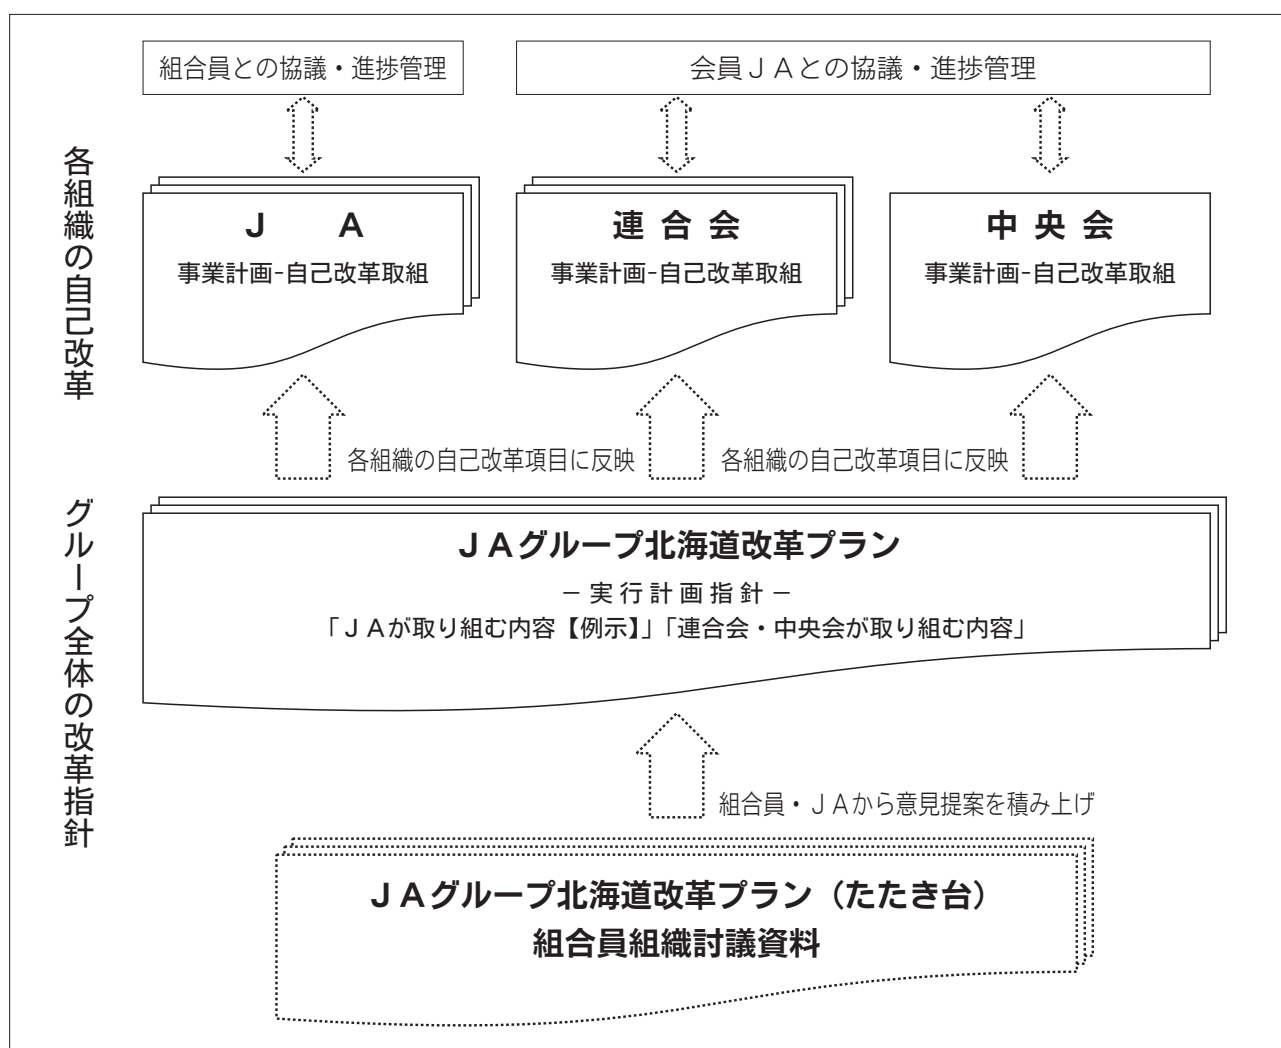 組合員との協議・進捗管理
会員ＪＡとの協議・進捗管理
各組織の自己改革
Ｊ　Ａ
事業計画-自己改革取組
連合会
事業計画-自己改革取組
中央会
事業計画-自己改革取組
各組織の自己改革項目に反映
各組織の自己改革項目に反映
グループ全体の改革指針
ＪＡグループ北海道改革プラン
－実行計画指針－
「ＪＡが取り組む内容【例示】」「連合会・中央会が取り組む内容」
組合員・ＪＡから意見提案を積み上げ
ＪＡグループ北海道改革プラン（たたき台）
組合員組織討議資料